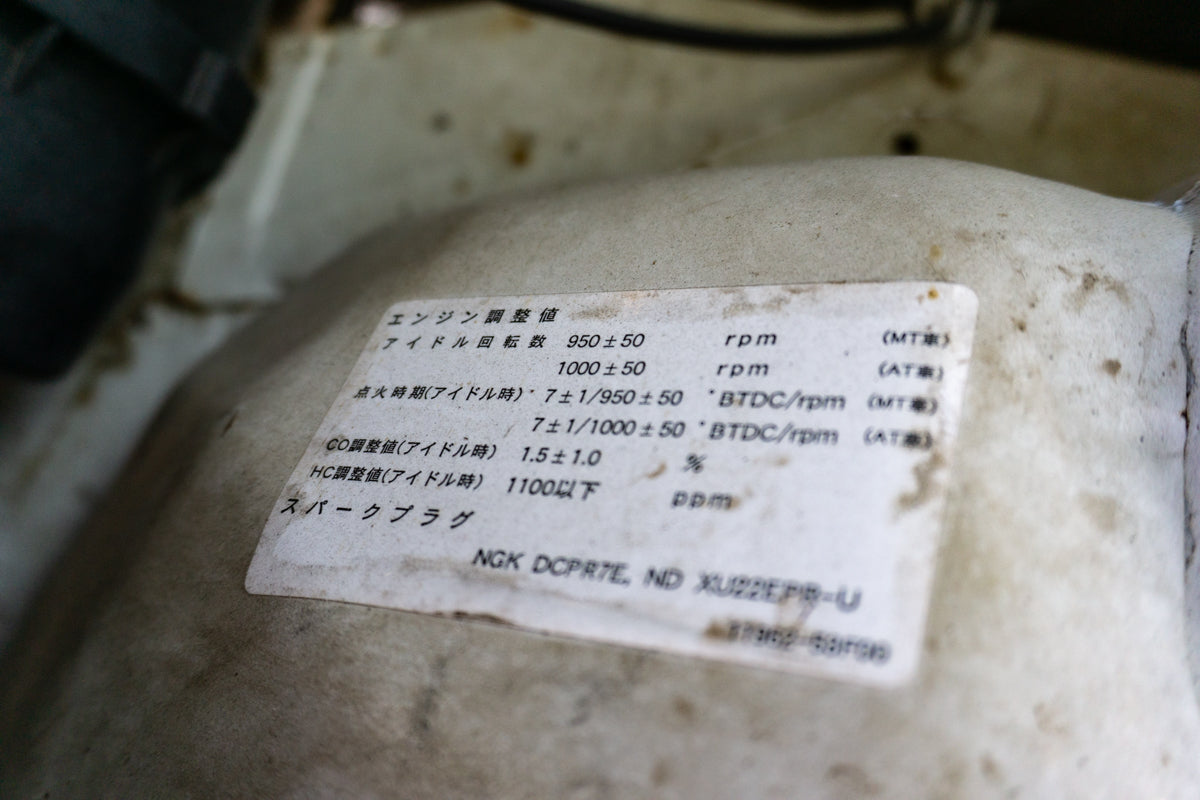 エンジン調整値
アイドル回転数 950±50 rpm (MT車)
1000±50 rpm (AT車)
点火時期(アイドル時)゜7±1/950±50 °BTDC/rpm (MT車)
7±1/1000±50 °BTDC/rpm (AT車)
CO調整値(アイドル時) 1.5±1.0 %
HC調整値(アイドル時) 1100以下 ppm
スパークプラグ
NGK DCPR7E, ND XU22EPR-U